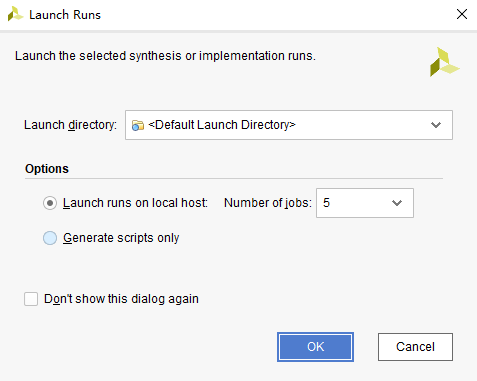 Launch Runs
Launch the selected synthesis or implementation runs.
Launch directory: <Default Launch Directory>
Options
Launch runs on local host: Number of jobs: 5
Generate scripts only
Don't show this dialog again
OK Cancel